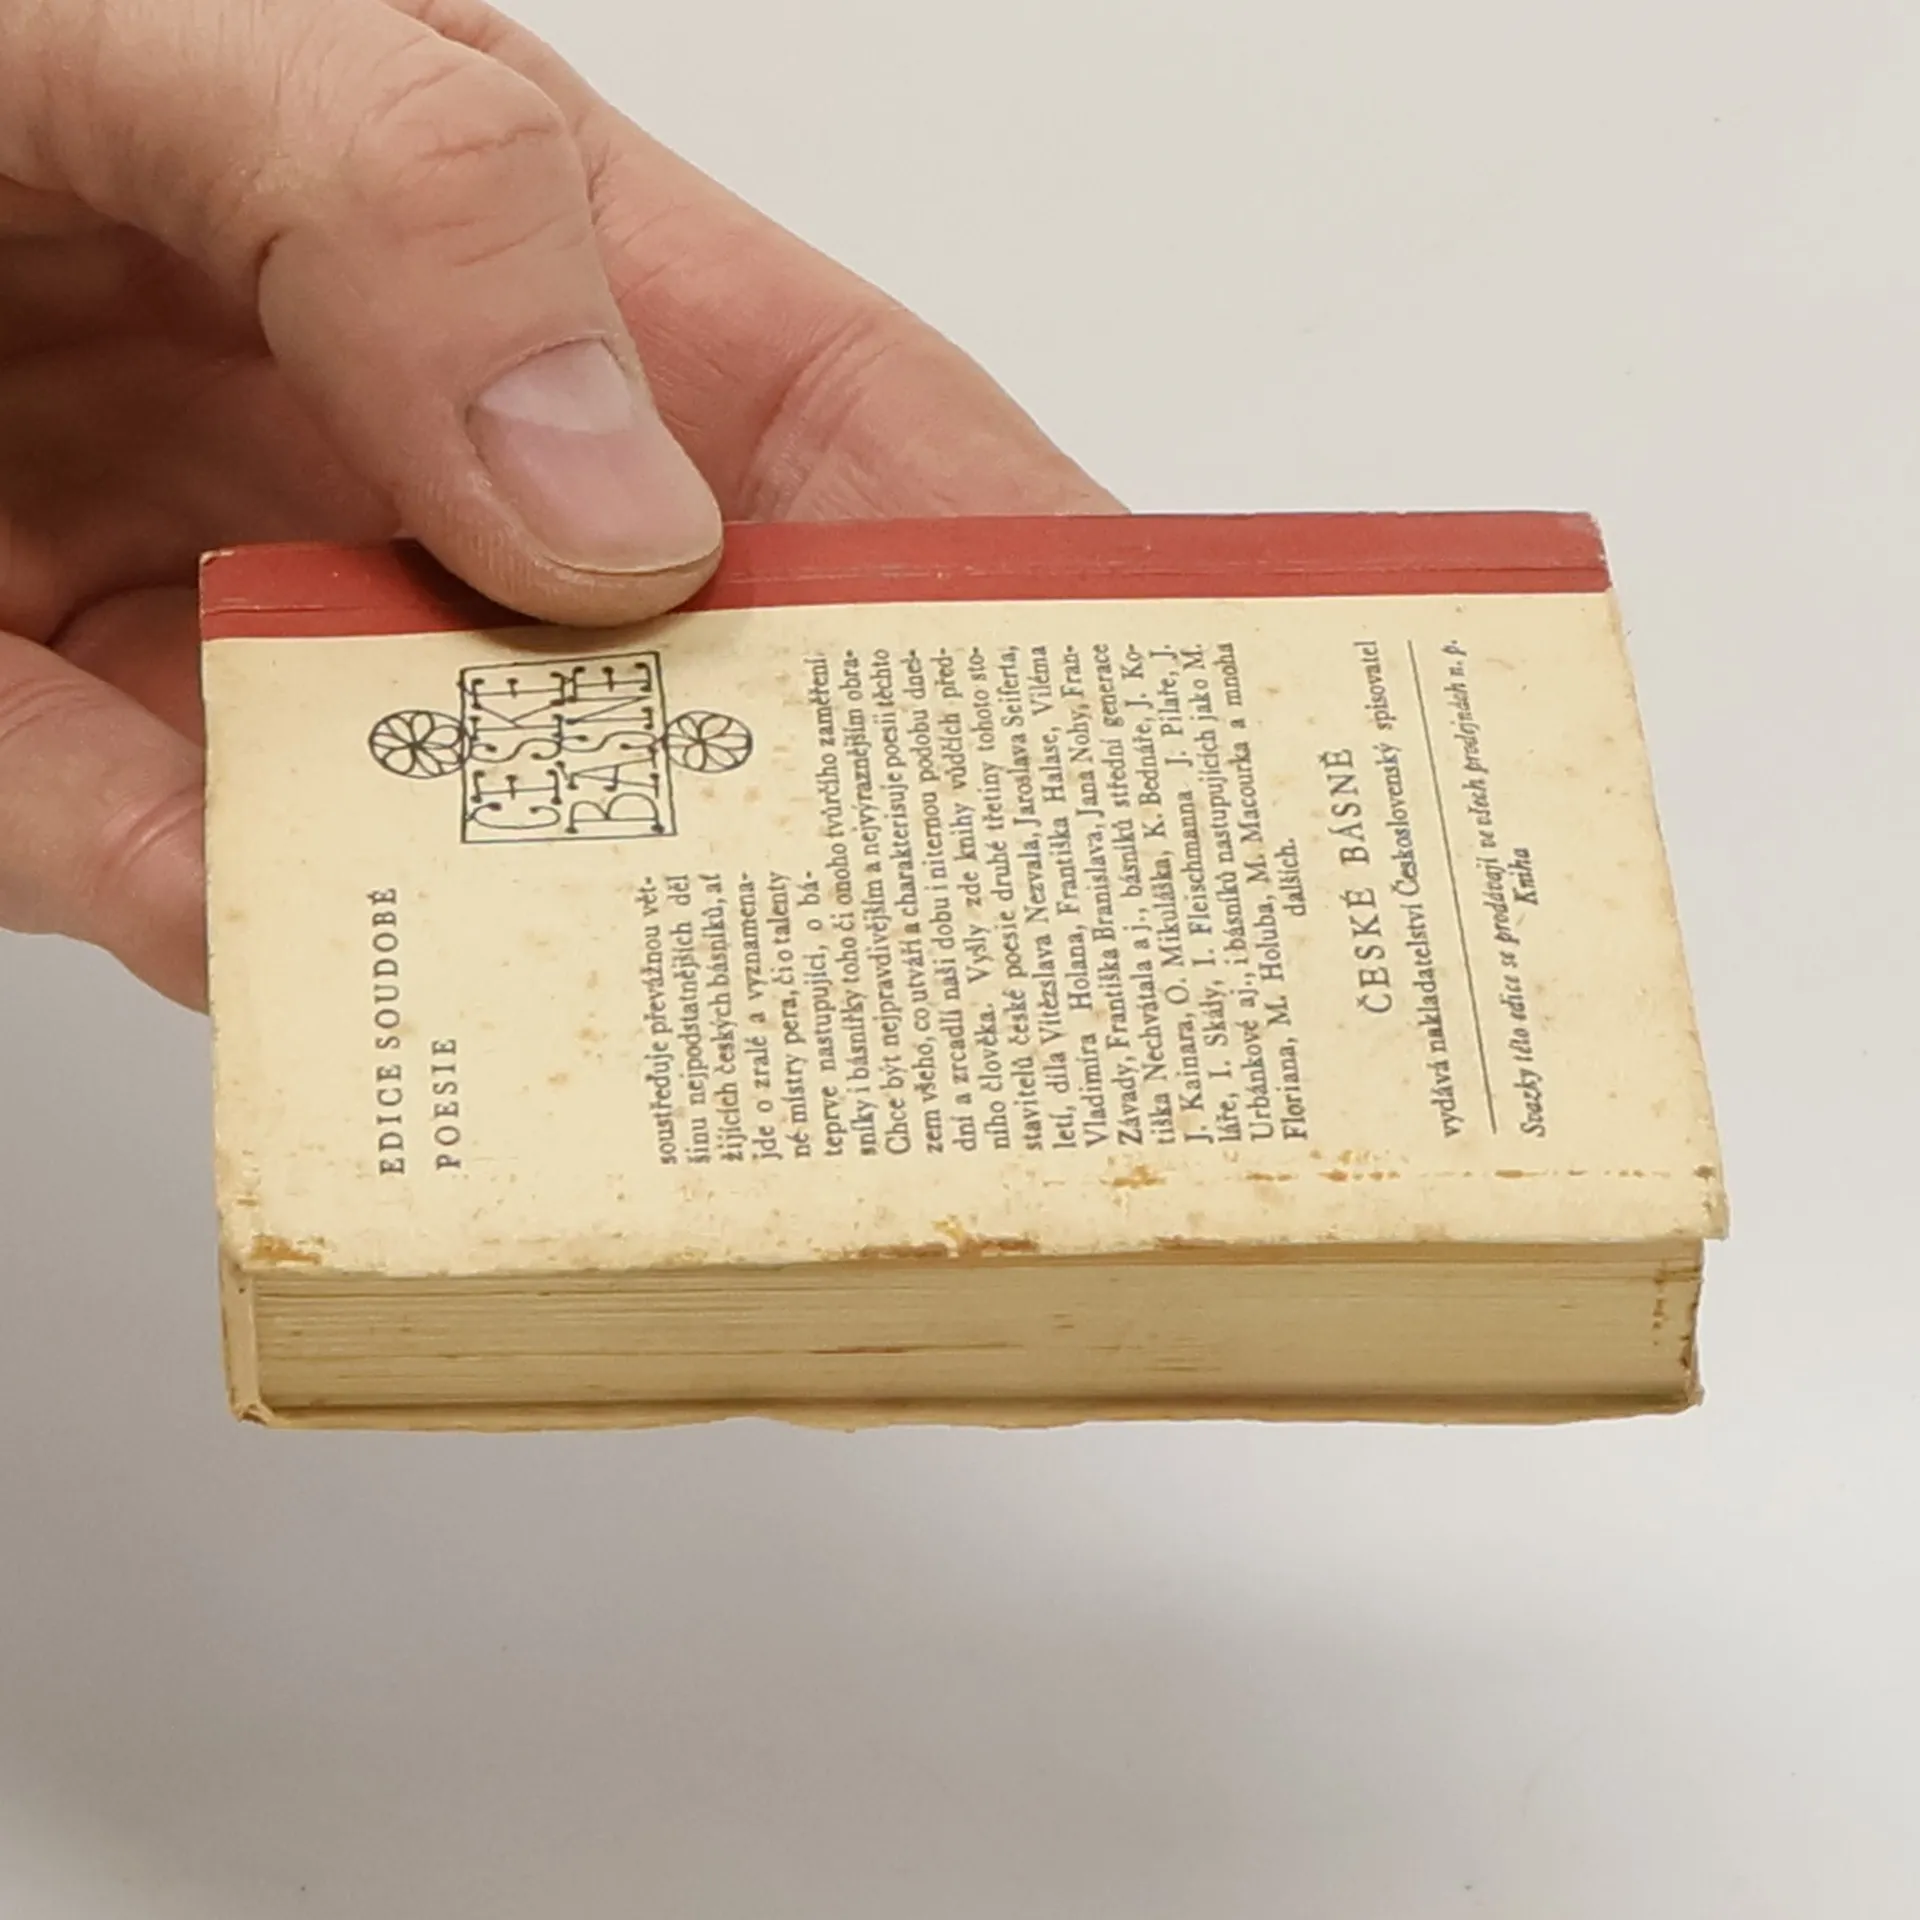 EDICE SOUDOBÉ
POESIE
ČESKÉ
BÁSNĚ
soustřeďuje převážnou vět-
šinu nejpodstatnějších děl
žijících českých básníků, ať
jde o zralé a vyznamena-
né mistry pera, či o talenty
teprve nastupující, o bá-
sníky i básnířky toho či onoho tvůrčího zaměření.
Chce být nejpravdivějším a nejvýraznějším obra-
zem všeho, co utváří a charakterisuje poesii těchto
dní a zrcadlí naši dobu i niternou podobu dneš-
ního člověka. Vyšly zde knihy vůdčích před-
stavitelů české poesie druhé třetiny tohoto sto-
letí, díla Vítězslava Nezvala, Jaroslava Seiferta,
Vladimíra Holana, Františka Halase, Viléma
Závady, Františka Branislava, Jana Nohy, Fran-
tiška Nechvátala a j., básníků střední generace
J. Kainara, O. Mikuláška, K. Bednáře, J. Ko-
láře, I. Skály, I. Fleischmanna J. Pilaře, J.
Urbánkové aj., i básníků nastupujících jako M.
Floriana, M. Holuba, M. Macourka a mnoha
dalších.
ČESKÉ BÁSNĚ
vydává nakladatelství Československý spisovatel
Svazky této edice se prodávají ve všech prodejnách n. p.
Kniha